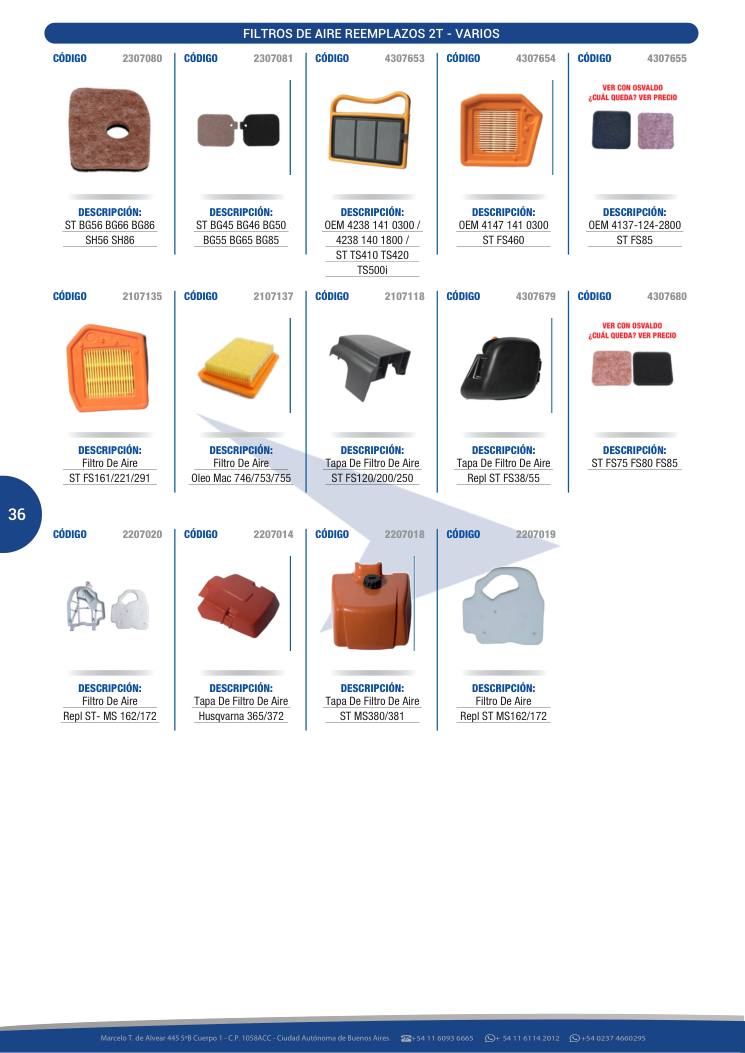 FILTROS DE AIRE REEMPLAZOS 2T - VARIOS
CÓDIGO 2307080
DESCRIPCIÓN:
ST BG56 BG66 BG86
SH56 SH86
CÓDIGO 2307081
DESCRIPCIÓN:
ST BG45 BG46 BG50
BG55 BG65 BG85
CÓDIGO 4307653
DESCRIPCIÓN:
OEM 4238 141 0300 /
4238 140 1800 /
ST TS410 TS420
TS500i
CÓDIGO 4307654
DESCRIPCIÓN:
OEM 4147 141 0300
ST FS460
CÓDIGO 4307655
VER CON OSVALDO
¿CUÁL QUEDA? VER PRECIO
DESCRIPCIÓN:
OEM 4137-124-2800
ST FS85
CÓDIGO 2107135
DESCRIPCIÓN:
Filtro De Aire
ST FS161/221/291
CÓDIGO 2107137
DESCRIPCIÓN:
Filtro De Aire
Oleo Mac 746/753/755
CÓDIGO 2107118
DESCRIPCIÓN:
Tapa De Filtro De Aire
ST FS120/200/250
CÓDIGO 4307679
DESCRIPCIÓN:
Tapa De Filtro De Aire
Repl ST FS38/55
CÓDIGO 4307680
VER CON OSVALDO
¿CUÁL QUEDA? VER PRECIO
DESCRIPCIÓN:
ST FS75 FS80 FS85
36
CÓDIGO 2207020
DESCRIPCIÓN:
Filtro De Aire
Repl ST- MS 162/172
CÓDIGO 2207014
DESCRIPCIÓN:
Tapa De Filtro De Aire
Husqvarna 365/372
CÓDIGO 2207018
DESCRIPCIÓN:
Tapa De Filtro De Aire
ST MS380/381
CÓDIGO 2207019
DESCRIPCIÓN:
Filtro De Aire
Repl ST MS162/172
Marcelo T. de Alvear 445 5ºB Cuerpo 1 - C.P. 1058ACC - Ciudad Autónoma de Buenos Aires. +54 11 6093 6665 + 54 11 6114 2012 +54 0237 4660295